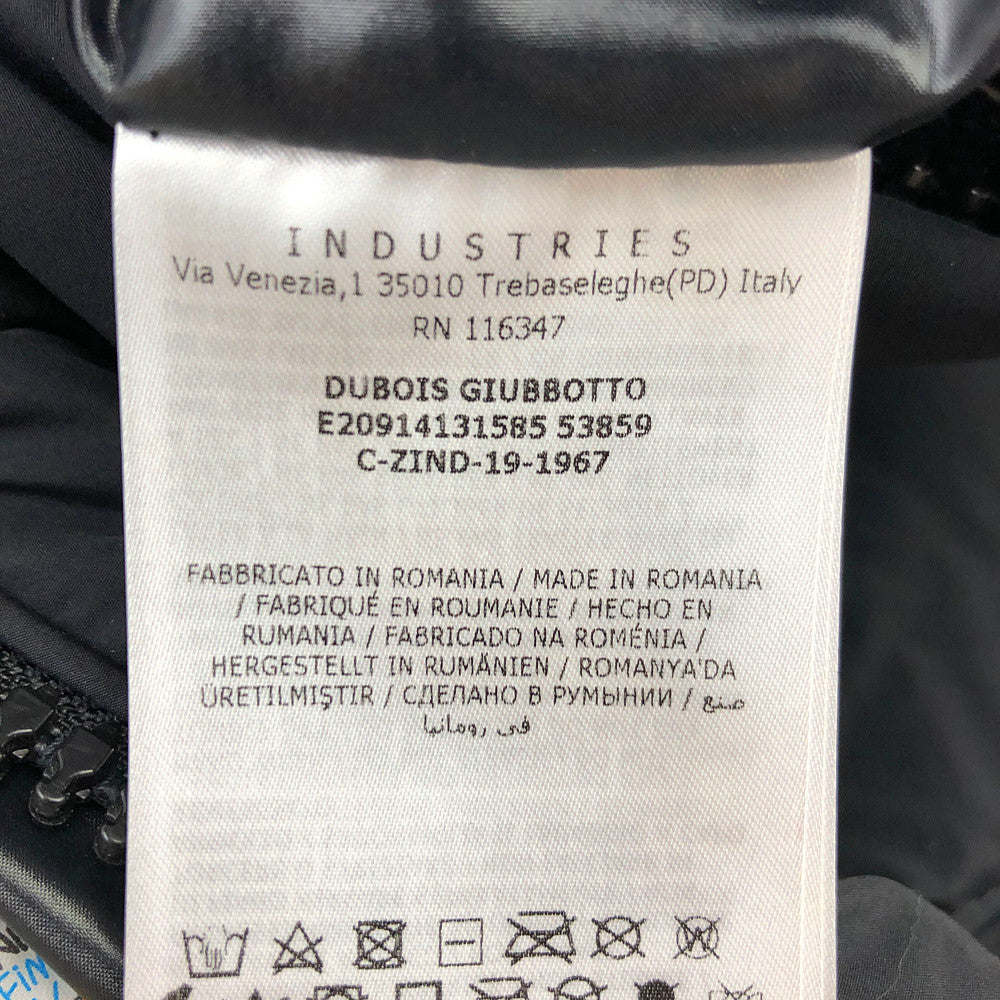 INDUSTRIES
Via Venezia,1 35010 Trebaseleghe(PD) Italy
RN 116347
DUBOIS GIUBBOTTO
E20914131585 53859
C-ZIND-19-1967
FABBRICATO IN ROMANIA / MADE IN ROMANIA
/ FABRIQUÉ EN ROUMANIE / HECHO EN
RUMANIA / FABRICADO NA ROMÉNIA /
HERGESTELLT IN RUMÄNIEN / ROMANYA'DA
ÜRETILMIŞTIR / СДЕЛАНО В РУМЫНИИ / صنع
في رومانيا